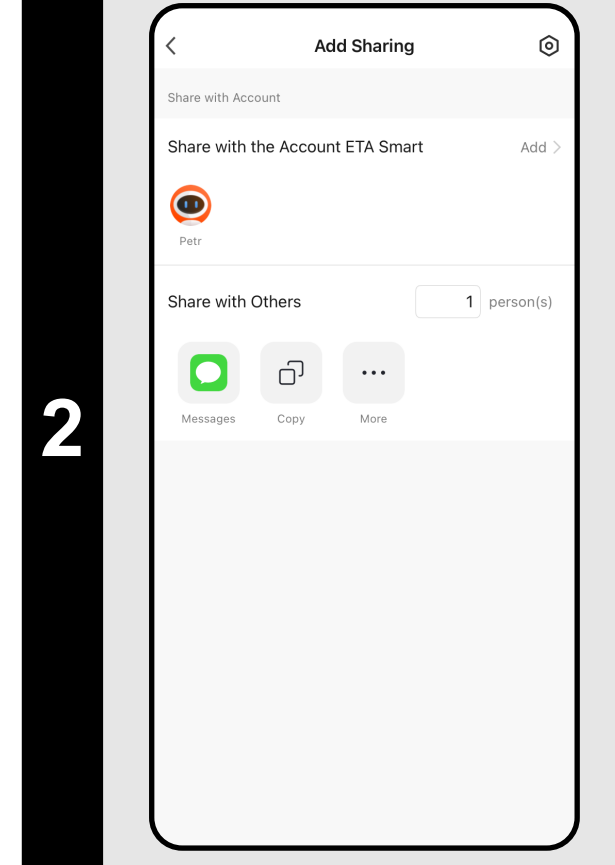 Add Sharing
Share with Account
Share with the Account ETA Smart Add
Petr
Share with Others 1 person(s)
Messages Copy More
2